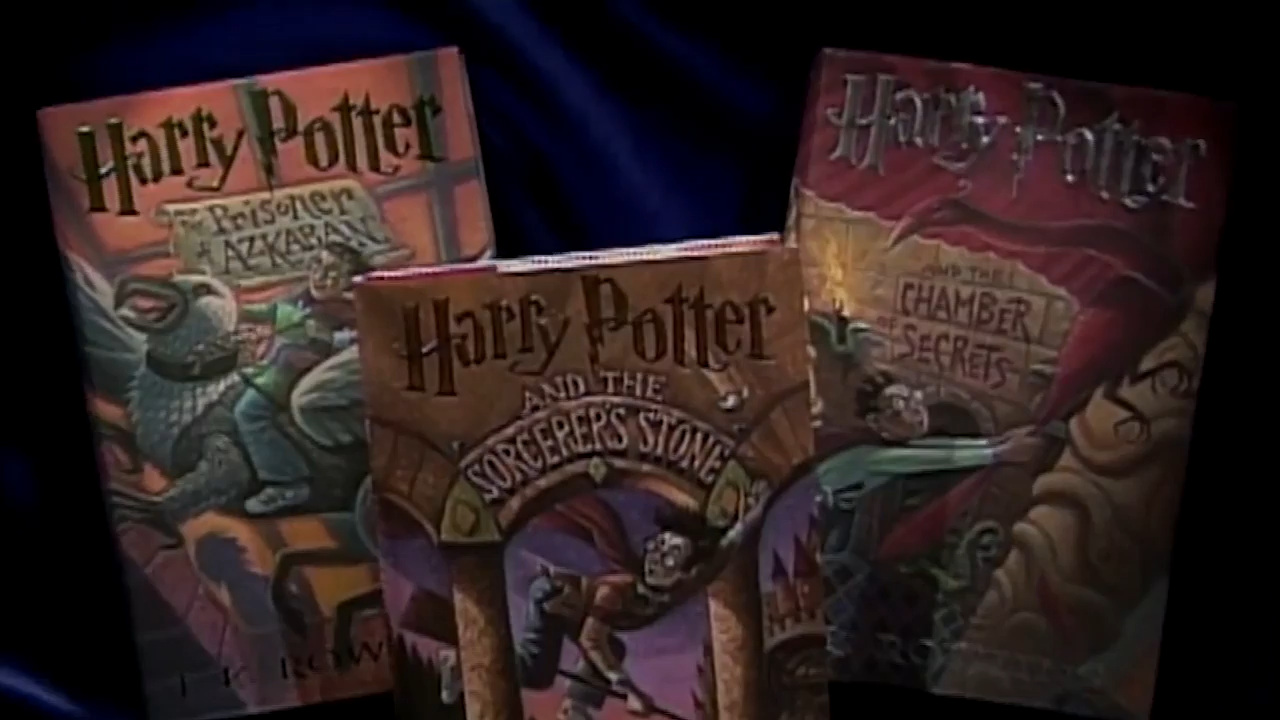 Harry Potter
The Prisoner
of AZKABAN
J. K. ROW
Harry Potter
AND THE
SORCERER'S STONE
Harry Potter
AND THE
CHAMBER
OF SECRETS